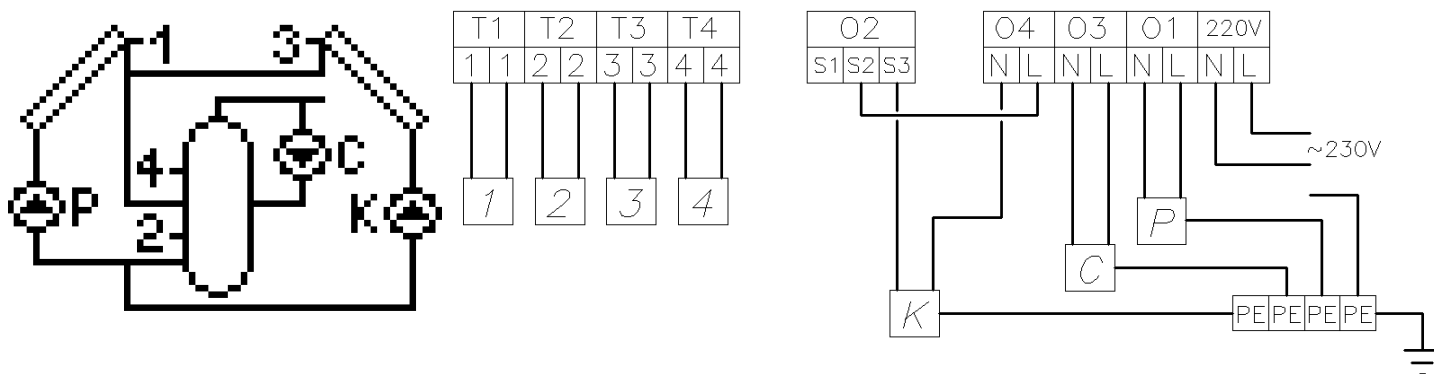 1 3
4 C
P K
2
T1 T2 T3 T4
1 1 2 2 3 3 4 4
1 2 3 4
O2 O4 O3 O1 220V
S1 S2 S3 N L N L N L N L
~230V
P
C
K
PE PE PE PE